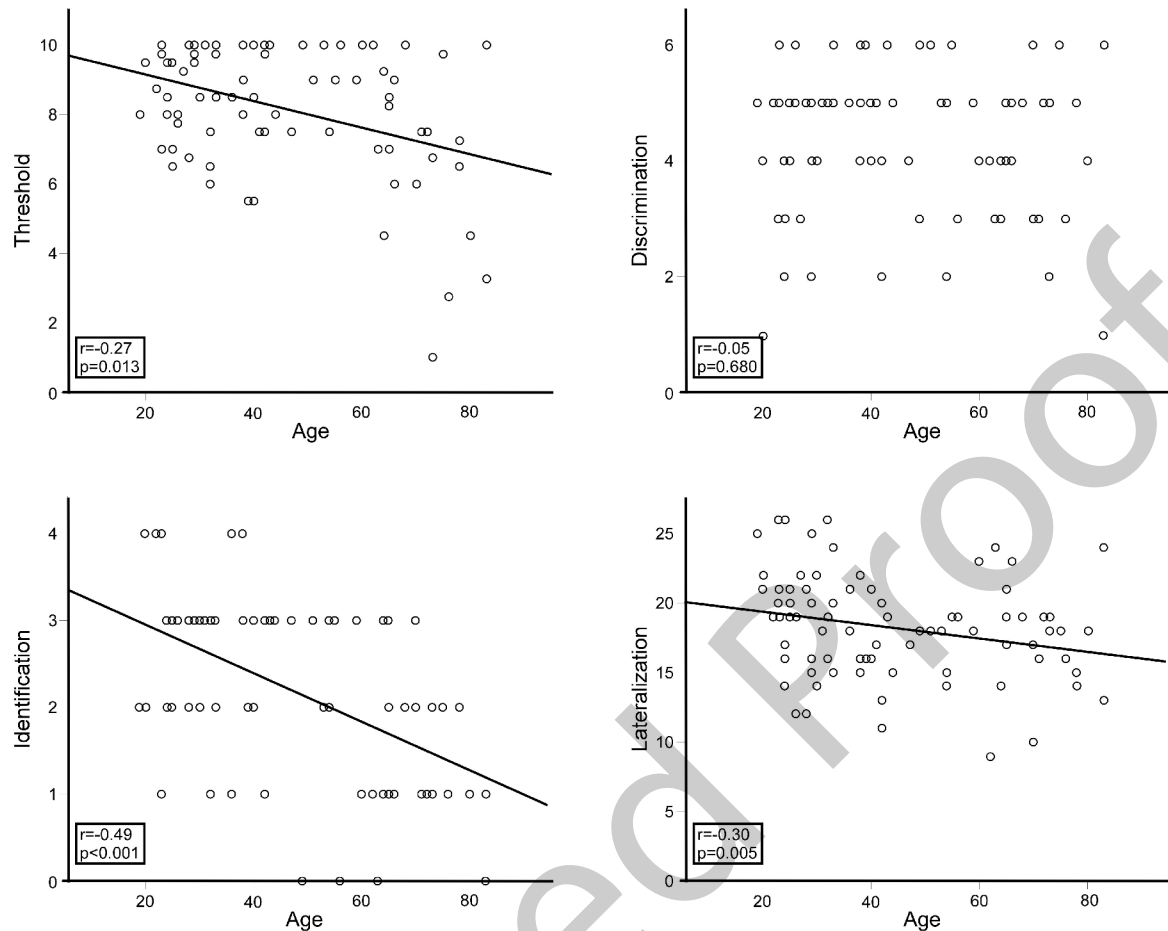 10
8
6
4
2
0
Threshold
r=-0.27
p=0.013
20
40
60
80
Age
6
4
2
0
Discrimination
r=-0.05
p=0.680
20
40
60
80
Age
4
3
2
1
0
Identification
r=-0.49
p<0.001
20
40
60
80
Age
25
20
15
10
5
0
Lateralization
r=-0.30
p=0.005
20
40
60
80
Age
ed Proof